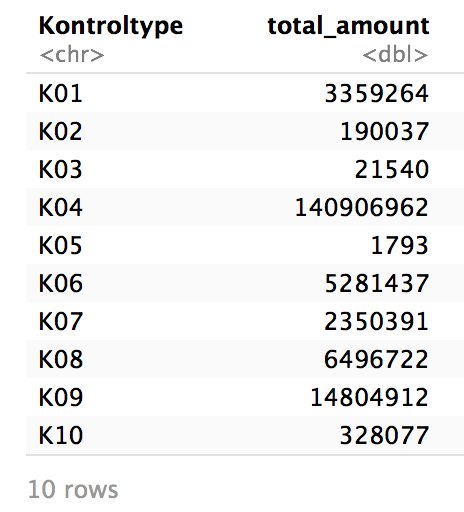 Kontroltype total_amount
<chr> <dbl>
K01 3359264
K02 190037
K03 21540
K04 140906962
K05 1793
K06 5281437
K07 2350391
K08 6496722
K09 14804912
K10 328077
10 rows